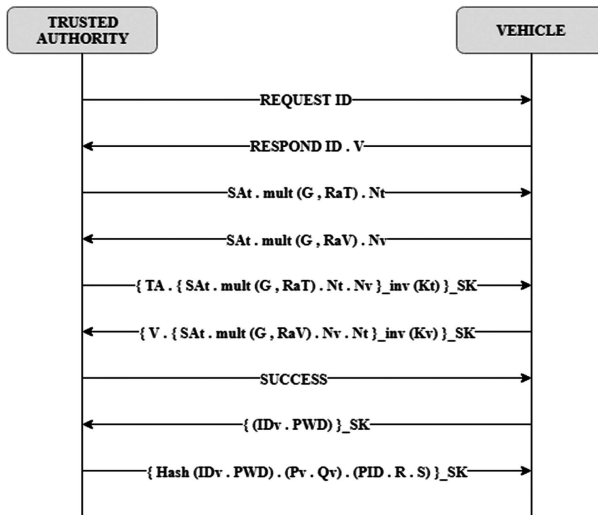 TRUSTED
AUTHORITY
VEHICLE
REQUEST ID
RESPOND ID . V
SAt . mult (G , RaT) . Nt
SAt . mult (G , RaV) . Nv
{ TA . { SAt . mult (G , RaT) . Nt . Nv }_inv (Kt) }_SK
{ V . { SAt . mult (G , RaV) . Nv . Nt }_inv (Kv) }_SK
SUCCESS
{ (IDv . PWD) }_SK
{ Hash (IDv . PWD) . (Pv . Qv) . (PID . R . S) }_SK